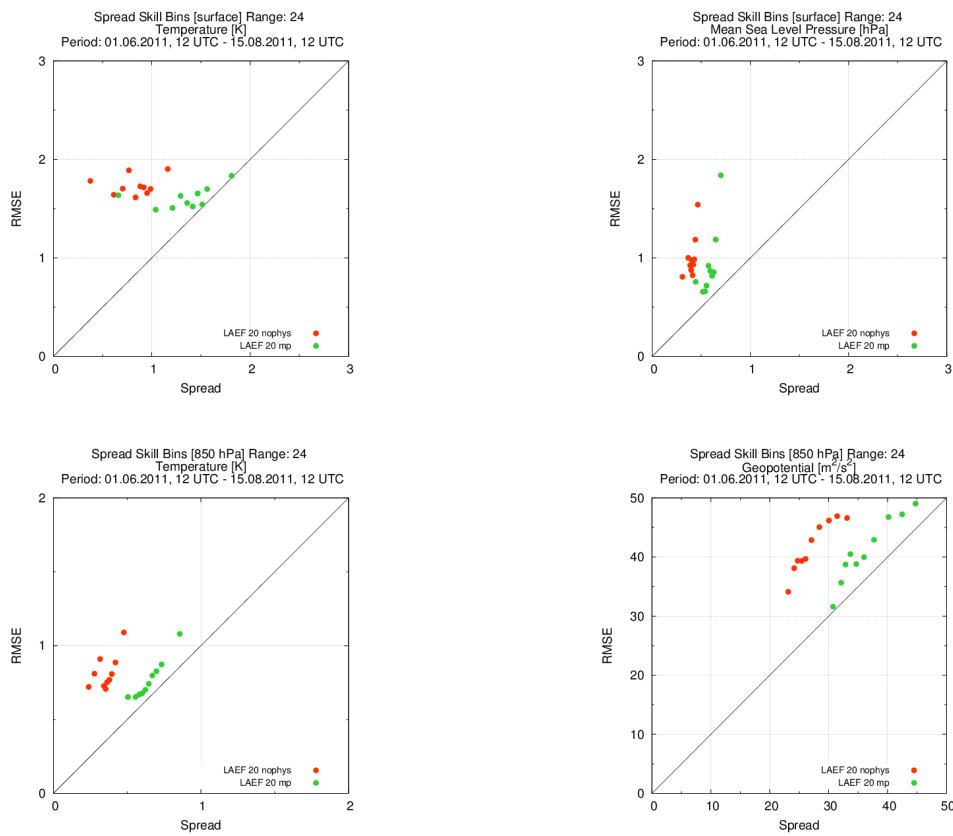 Spread Skill Bins [surface] Range: 24
Temperature [K]
Period: 01.06.2011, 12 UTC - 15.08.2011, 12 UTC
3
2
1
0
RMSE
LAEF 20 nophys
LAEF 20 mp
0 1 2 3
Spread
Spread Skill Bins [surface] Range: 24
Mean Sea Level Pressure [hPa]
Period: 01.06.2011, 12 UTC - 15.08.2011, 12 UTC
3
2
1
0
RMSE
LAEF 20 nophys
LAEF 20 mp
0 1 2 3
Spread
Spread Skill Bins [850 hPa] Range: 24
Temperature [K]
Period: 01.06.2011, 12 UTC - 15.08.2011, 12 UTC
2
1
0
RMSE
LAEF 20 nophys
LAEF 20 mp
0 1 2
Spread
Spread Skill Bins [850 hPa] Range: 24
Geopotential [m²/s²]
Period: 01.06.2011, 12 UTC - 15.08.2011, 12 UTC
50
40
30
20
10
0
RMSE
LAEF 20 nophys
LAEF 20 mp
0 10 20 30 40 50
Spread